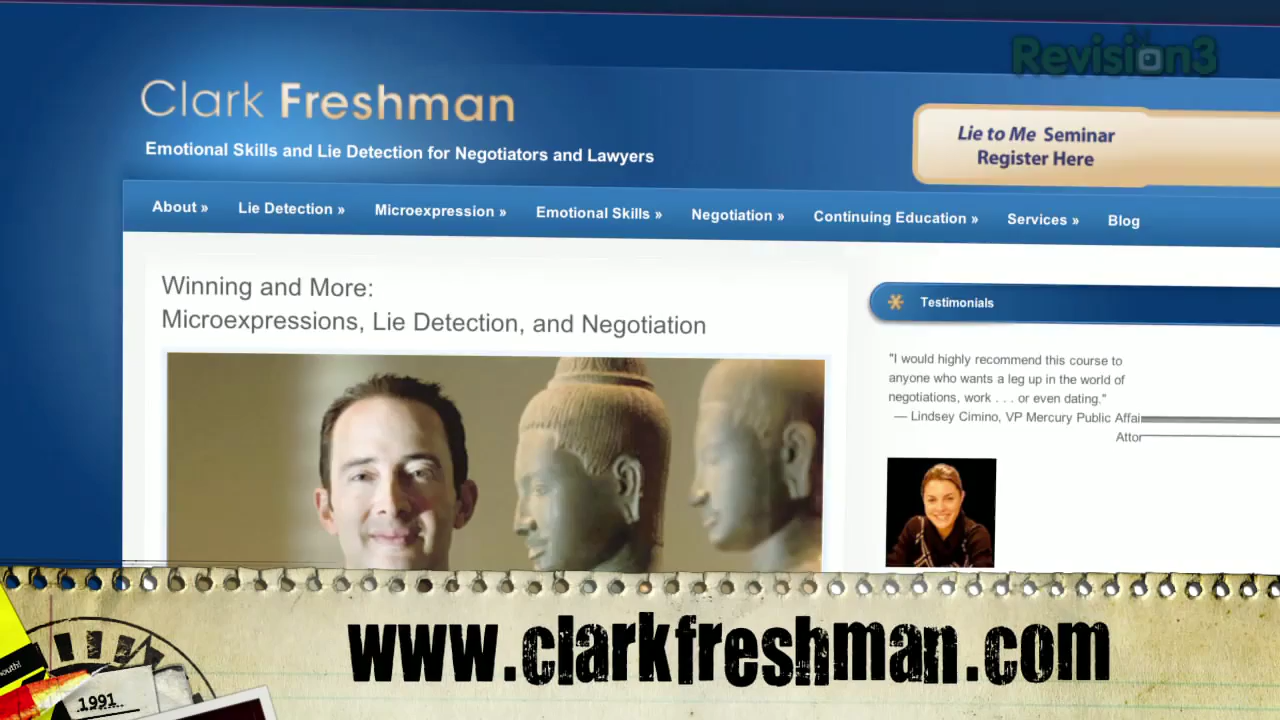 Revision3
Clark Freshman
Emotional Skills and Lie Detection for Negotiators and Lawyers
Lie to Me Seminar
Register Here
About »
Lie Detection »
Microexpression »
Emotional Skills »
Negotiation »
Continuing Education »
Services »
Blog
Winning and More:
Microexpressions, Lie Detection, and Negotiation
Testimonials
"I would highly recommend this course to
anyone who wants a leg up in the world of
negotiations, work . . . or even dating."
— Lindsey Cimino, VP Mercury Public Affai
Attor
www.clarkfreshman.com
1991